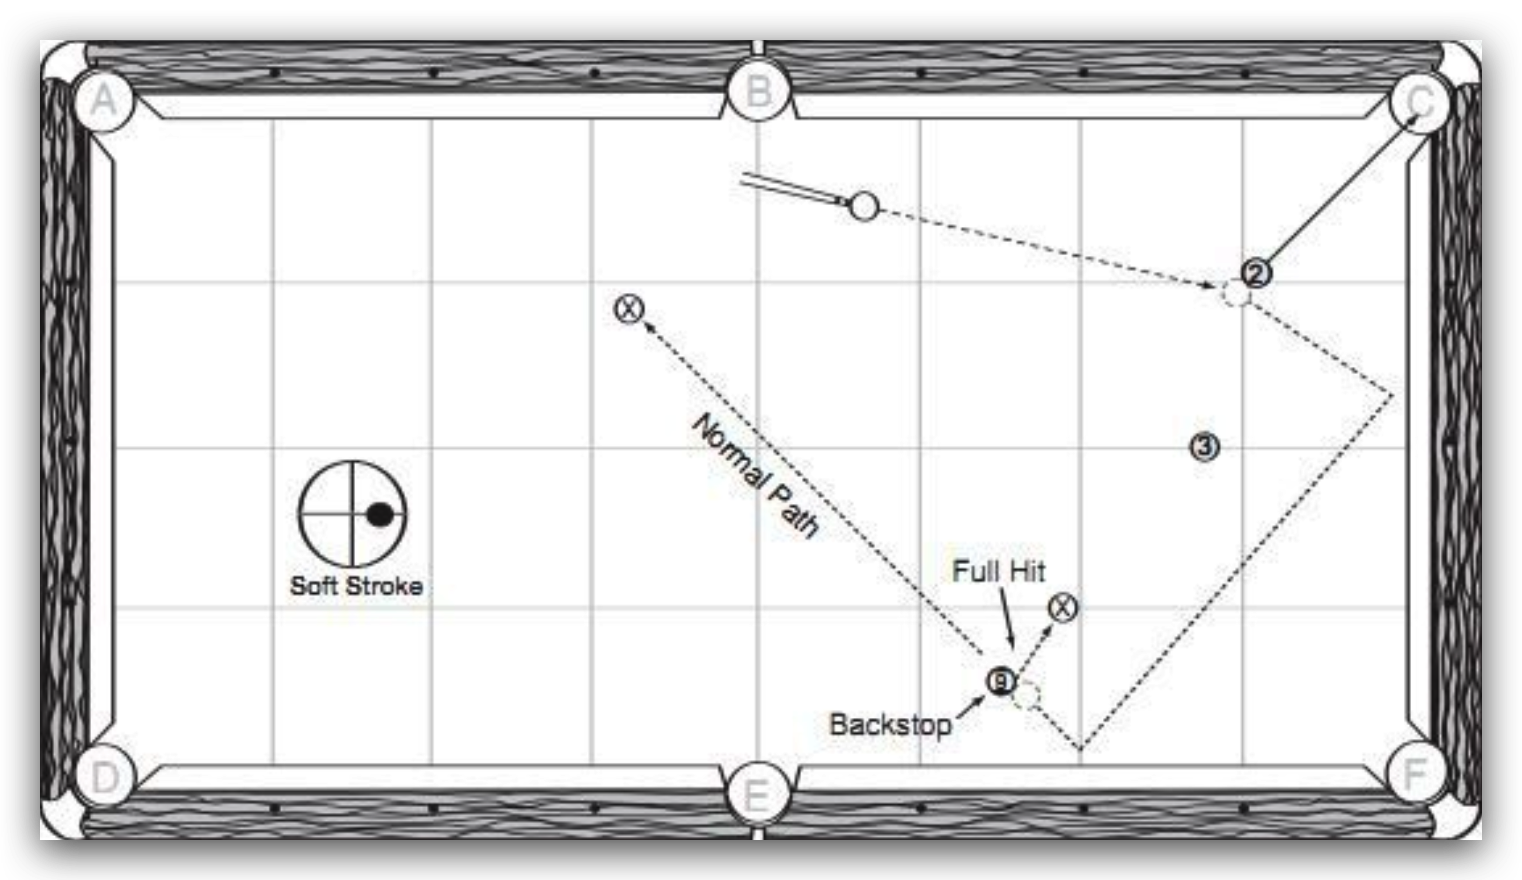 A
B
C
2
X
Normal Path
3
Soft Stroke
Full Hit
X
9
Backstop
D
E
F